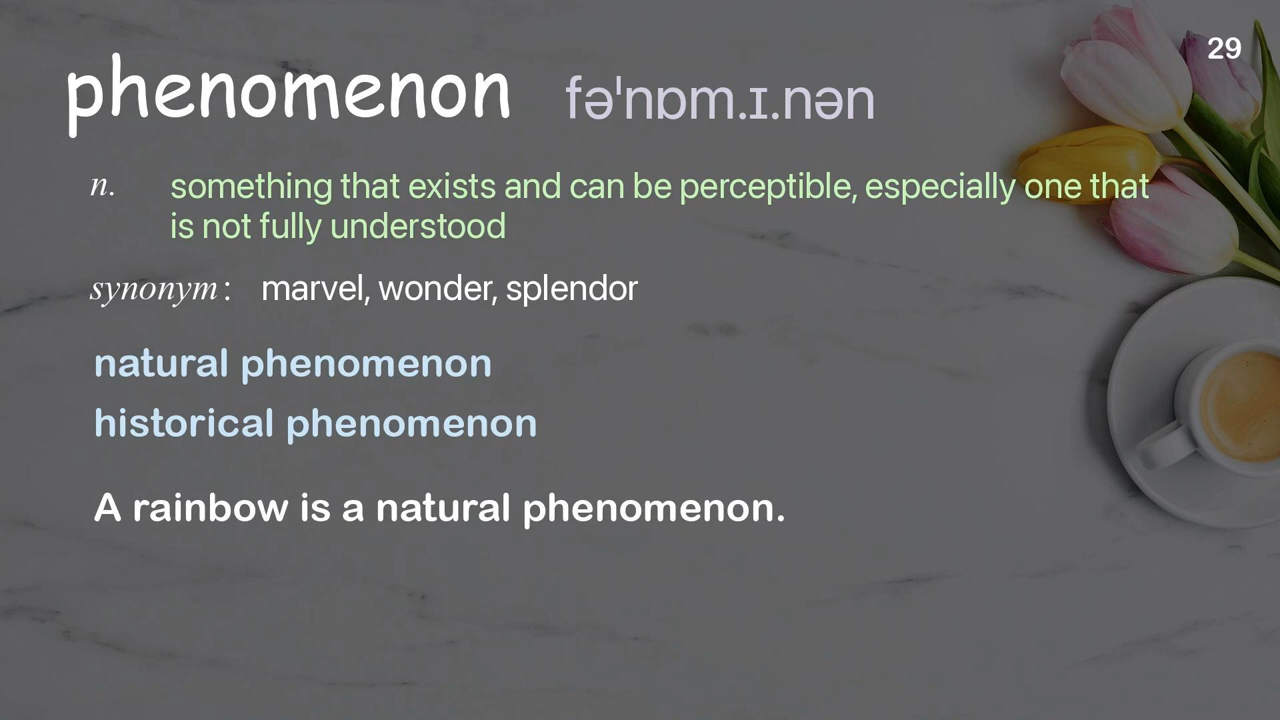 29
phenomenon fəˈnɒm.ɪ.nən
n. something that exists and can be perceptible, especially one that
is not fully understood
synonym: marvel, wonder, splendor
natural phenomenon
historical phenomenon
A rainbow is a natural phenomenon.